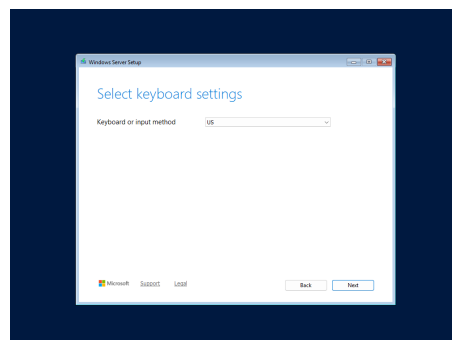 Windows Server Setup
Select keyboard settings
Keyboard or input method
US
Microsoft
Support
Legal
Back
Next